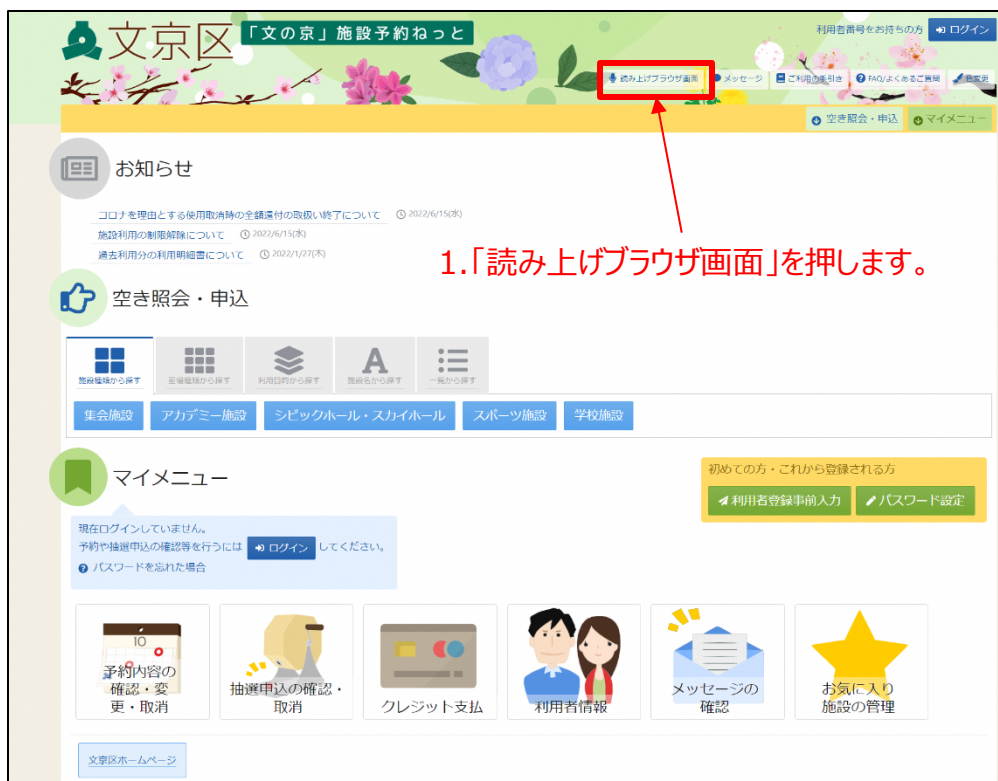 文京区「文の京」施設予約ねっと
利用者番号をお持ちの方 ログイン
読み上げブラウザ画面 メッセージ ご利用の手引き FAQ/よくあるご質問 色変更
空き照会・申込 マイメニュー
お知らせ
コロナを理由とする使用取消時の全額還付の取扱い終了について 2022/6/15(水)
施設利用の制限解除について 2022/6/15(水)
過去利用分の利用明細書について 2022/1/27(木)
1.「読み上げブラウザ画面」を押します。
空き照会・申込
施設種類から探す 室場種類から探す 利用目的から探す 施設名から探す 一覧から探す
集会施設 アカデミー施設 シビックホール・スカイホール スポーツ施設 学校施設
マイメニュー
初めての方・これから登録される方
利用者登録事前入力 パスワード設定
現在ログインしていません。
予約や抽選申込の確認等を行うには ログイン してください。
パスワードを忘れた場合
10
予約内容の
確認・変
更・取消
抽選申込の確認・
取消
クレジット支払
利用者情報
メッセージの
確認
お気に入り
施設の管理
文京区ホームページ